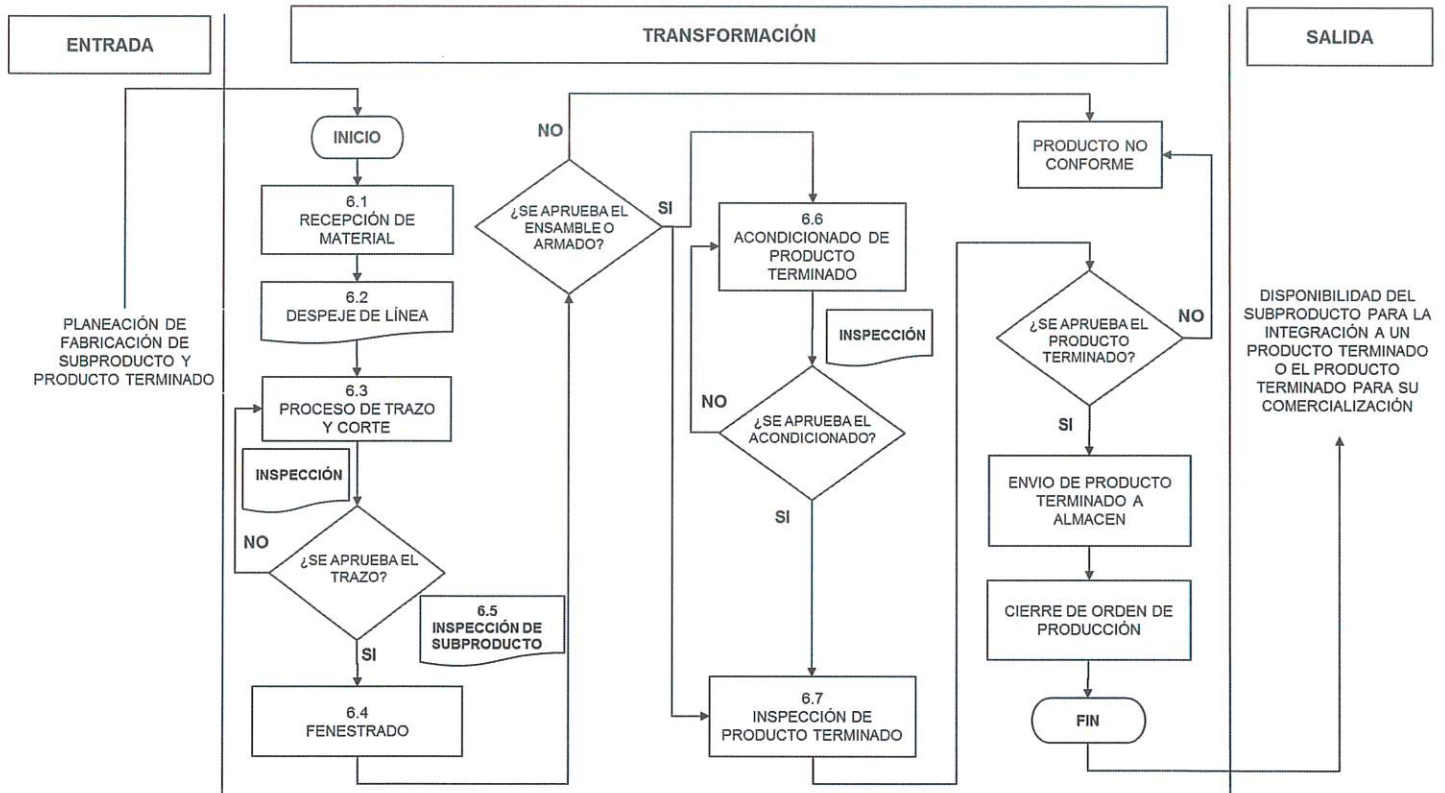 ENTRADA
TRANSFORMACIÓN
SALIDA
PLANEACIÓN DE
FABRICACIÓN DE
SUBPRODUCTO Y
PRODUCTO TERMINADO
INICIO
6.1
RECEPCIÓN DE
MATERIAL
6.2
DESPEJE DE LÍNEA
6.3
PROCESO DE TRAZO
Y CORTE
INSPECCIÓN
NO
¿SE APRUEBA EL
TRAZO?
SI
6.4
FENESTRADO
6.5
INSPECCIÓN DE
SUBPRODUCTO
NO
¿SE APRUEBA EL
ENSAMBLE O
ARMADO?
SI
6.6
ACONDICIONADO DE
PRODUCTO
TERMINADO
INSPECCIÓN
NO
¿SE APRUEBA EL
ACONDICIONADO?
SI
6.7
INSPECCIÓN DE
PRODUCTO TERMINADO
PRODUCTO NO
CONFORME
¿SE APRUEBA EL
PRODUCTO
TERMINADO?
NO
SI
ENVIO DE PRODUCTO
TERMINADO A
ALMACEN
CIERRE DE ORDEN DE
PRODUCCIÓN
FIN
DISPONIBILIDAD DEL
SUBPRODUCTO PARA LA
INTEGRACIÓN A UN
PRODUCTO TERMINADO
O EL PRODUCTO
TERMINADO PARA SU
COMERCIALIZACIÓN